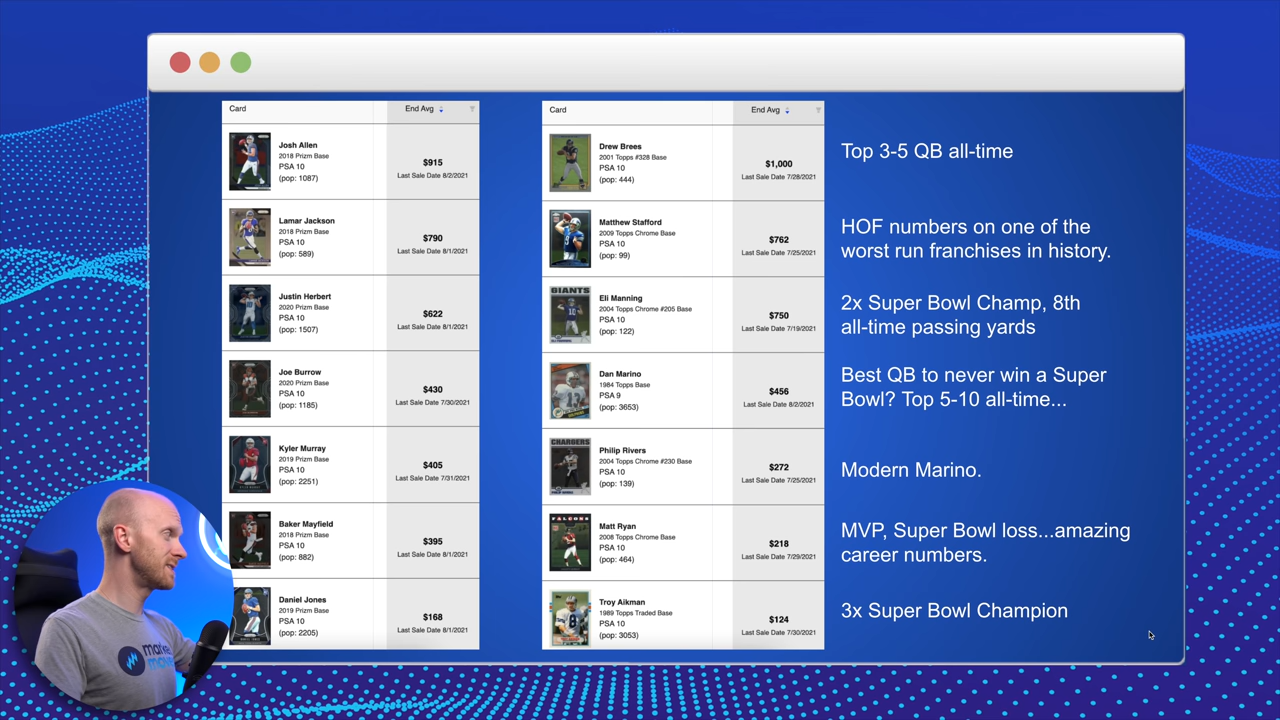 Card
End Avg
Josh Allen
2018 Prizm Base
PSA 10
(pop: 1087)
$915
Last Sale Date 8/2/2021
Lamar Jackson
2018 Prizm Base
PSA 10
(pop: 589)
$790
Last Sale Date 8/1/2021
Justin Herbert
2020 Prizm Base
PSA 10
(pop: 1507)
$622
Last Sale Date 8/1/2021
Joe Burrow
2020 Prizm Base
PSA 10
(pop: 1185)
$430
Last Sale Date 7/30/2021
Kyler Murray
2019 Prizm Base
PSA 10
(pop: 2251)
$405
Last Sale Date 7/31/2021
Baker Mayfield
2018 Prizm Base
PSA 10
(pop: 882)
$395
Last Sale Date 8/1/2021
Daniel Jones
2019 Prizm Base
PSA 10
(pop: 2205)
$168
Last Sale Date 8/1/2021
Card
End Avg
Drew Brees
2001 Topps #328 Base
PSA 10
(pop: 444)
$1,000
Last Sale Date 7/28/2021
Top 3-5 QB all-time
Matthew Stafford
2009 Topps Chrome Base
PSA 10
(pop: 99)
$762
Last Sale Date 7/25/2021
HOF numbers on one of the
worst run franchises in history.
GIANTS
Eli Manning
2004 Topps Chrome #205 Base
PSA 10
(pop: 122)
$750
Last Sale Date 7/19/2021
2x Super Bowl Champ, 8th
all-time passing yards
Dan Marino
1984 Topps Base
PSA 9
(pop: 3653)
$456
Last Sale Date 8/2/2021
Best QB to never win a Super
Bowl? Top 5-10 all-time...
CHARGERS
Philip Rivers
2004 Topps Chrome #230 Base
PSA 10
(pop: 139)
$272
Last Sale Date 7/25/2021
Modern Marino.
FALCONS
Matt Ryan
2008 Topps Chrome Base
PSA 10
(pop: 464)
$218
Last Sale Date 7/29/2021
MVP, Super Bowl loss...amazing
career numbers.
Troy Aikman
1989 Topps Traded Base
PSA 10
(pop: 3053)
$124
Last Sale Date 7/30/2021
3x Super Bowl Champion